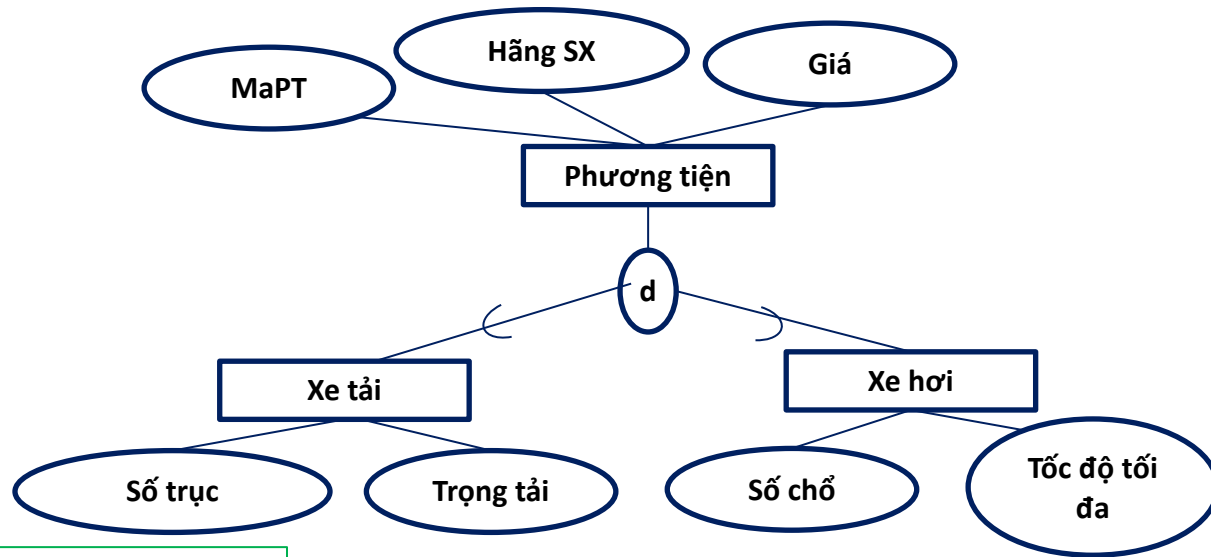 Hãng SX
Giá
MaPT
Phương tiện
d
Xe tải
Xe hơi
Số trục
Trọng tải
Số chổ
Tốc độ tối
đa